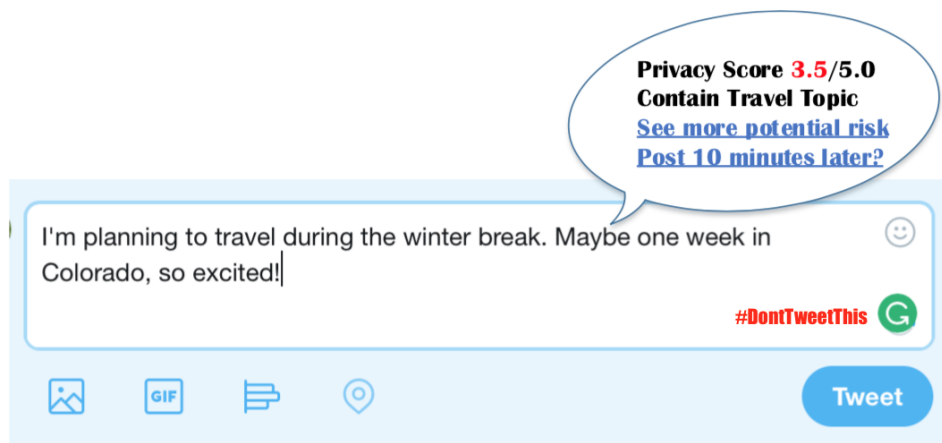 Privacy Score 3.5/5.0
Contain Travel Topic
See more potential risk
Post 10 minutes later?
I'm planning to travel during the winter break. Maybe one week in
Colorado, so excited!
#DontTweetThis
GIF
Tweet